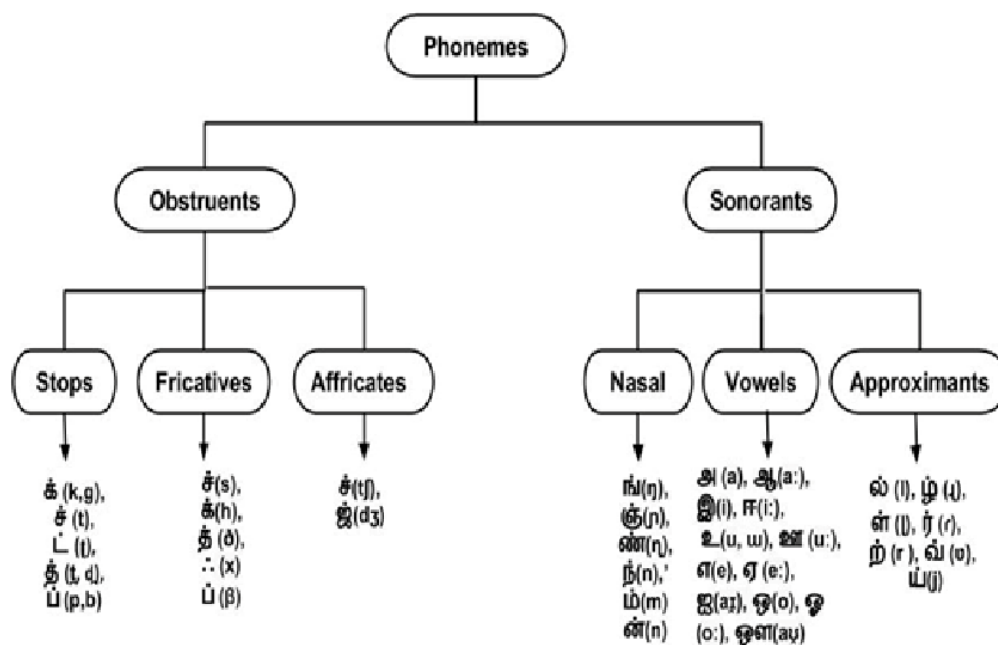 Phonemes
Obstruents
Sonorants
Stops
Fricatives
Affricates
Nasal
Vowels
Approximants
க்(k,g),
ச்(t),
ட்(ʈ),
த்(t̪, d̪),
ப்(p,b)
ச்(s),
க்(h),
த்(ð),
∴(x)
ப்(β)
ச்(tʃ),
ஜ்(dʒ)
ங்(ŋ),
ஞ்(ɲ),
ண்(ɳ),
ந்(n),'
ம்(m)
ன்(n)
அ (a), ஆ(a:),
இ(i), ஈ(i:),
உ(u, ɯ), ஊ(u:),
எ(e), ஏ (e:),
ஐ(aɪ̯), ஒ(o), ஓ
(o:), ஔ(aʊ̯)
ல் (l), ழ் (ɻ),
ள் (ɭ), ர் (ɾ),
ற் (r), வ் (ʋ),
ய்(j)